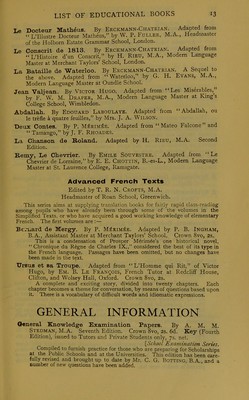 LIST OF EDUCATIONAL BOOKS 13
Le Docteur Mathéus. By ERCKMANN-CHATRIAN. Adapted from
"L'Illustre Docteur Mathéus," by W. P. FULLER, M.A., Headmaster
of the Holborn Estate Grammar School, London.
Le Conscrit de 1813. By ERCKMANN-CHATRIAN. Adapted from
"L'Histoire d'un Conscrit," by H. RIEU, M.A., Modern Language
Master at Merchant Taylors' School, London.
La Bataille de Waterloo. By ERCKMANN-CHATRIAN. A Sequel to
the above. Adapted from "Waterloo," by G. H. EVANS, M.A.,
Modern Language Master at Oundle School.
Jean Valjean. By VICTOR HUGO. Adapted from "Les Misérables,"
by F. W. M. DRAPER, M.A., Modern Language Master at King's
College School, Wimbledon.
Abdallah. By EDOUARD LABOULAYE. Adapted from "Abdallah, ou
le trèfle à quatre feuilles," by Mrs. J. A. WILSON.
Deux Contes. By P. MÉRIMÉE. Adapted from "Mateo Falcone" and
"Tamango," by J. F. RHOADES.
La Chanson de Roland. Adapted by H. RIEU, M.A. Second
Edition.
Remy, Le Chevrier. By EMILE SOUVESTRE. Adapted from "Le
Chevrier de Lorraine," by E. E. CHOTTIN, B.-es-L., Modern Language
Master at St. Laurence College, Ramsgate.
Advanced French Texts
Edited by T. R. N. CROFTS, M.A.
Headmaster of Roan School, Greenwich.
This series aims at supplying translation books for fairly rapid class-reading
among pupils who have already been through some of the volumes in the
Simplified Texts, or who have acquired a good working knowledge of elementary
French. The first volumes are:—
Bernard de Mergy. By P. MÉRIMÉE. Adapted by P. B. INGHAM,
B.A., Assistant Master at Merchant Taylors' School. Crown 8vo, 2s.
This is a condensation of Prosper Mérimée's one historical novel,
"Chronique du Règne de Charles IX.," considered the best of its type in
the French language. Passages have been omitted, but no changes have
been made in the text.
Ursus et sa Troupe. Adapted from "L'Homme qui Rit," of Victor
Hugo, by EM. B. LE FRANÇOIS, French Tutor at Redcliff House,
Clifton, and Walsey Hall, Oxford. Crown 8vo, 2s.
A complete and exciting story, divided into twenty chapters. Each
chapter becomes a theme for conversation, by means of questions based upon
it. There is a vocabulary of difficult words and idiomatic expressions.
GENERAL INFORMATION
General Knowledge Examination Papers. By A. M. M.
STEDMAN, M.A. Seventh Edition. Crown 8vo, 2s. 6d. Key (Fourth
Edition), issued to Tutors and Private Students only, 7s. net.
[School Examination Series.
Compiled to furnish practice for those who are preparing for Scholarships
at the Public Schools and at the Universities. This edition has been care-
fully revised and brought up to date by Mr. C. G. BOTTING, B.A., and a
number of new questions have been added.